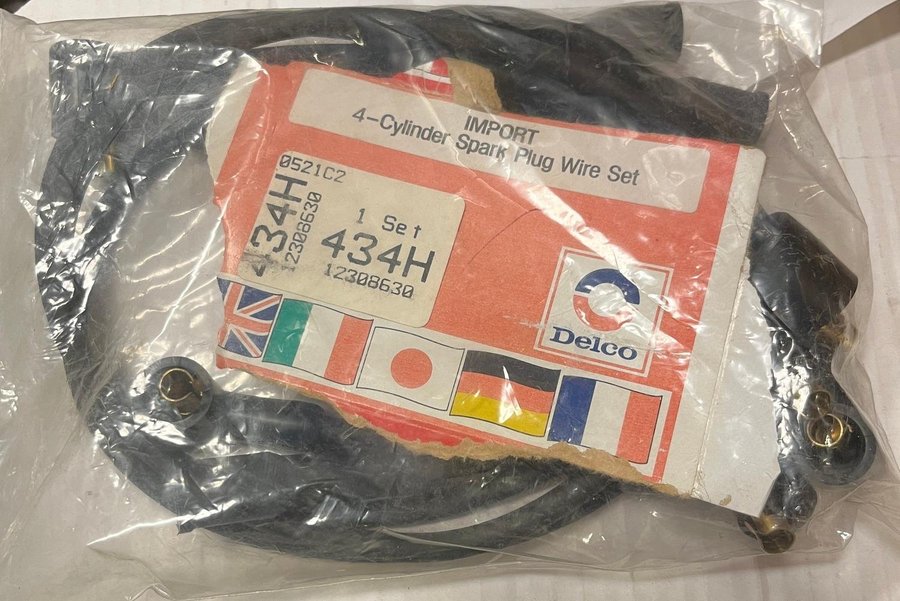 IMPORT
4-Cylinder Spark Plug Wire Set
0521C2
434H
12308630
1 Set
434H
12308630
Delco